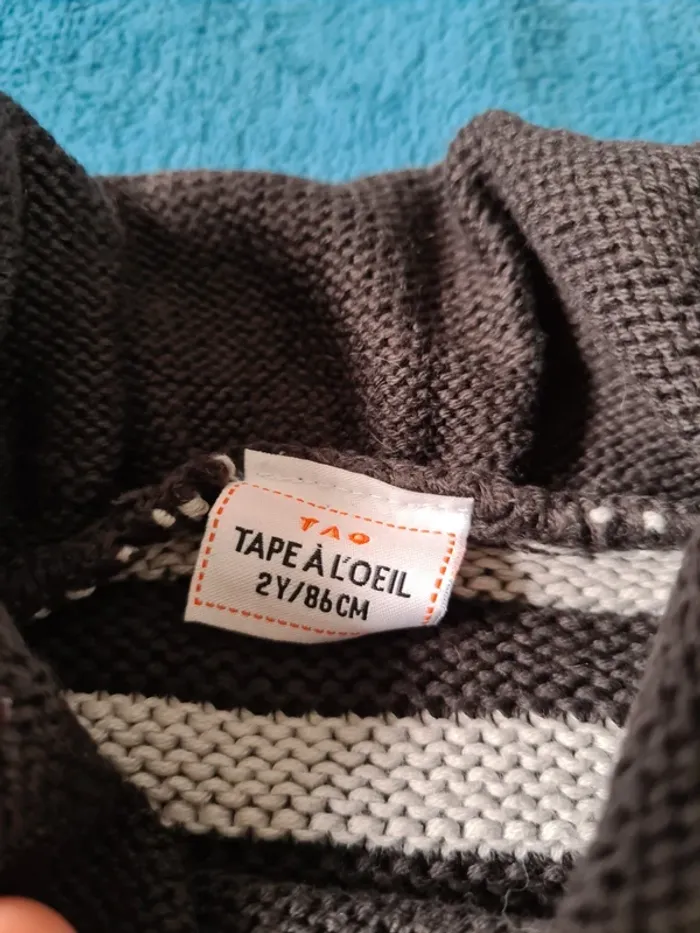 TAO
TAPE À L'OEIL
2Y/86CM